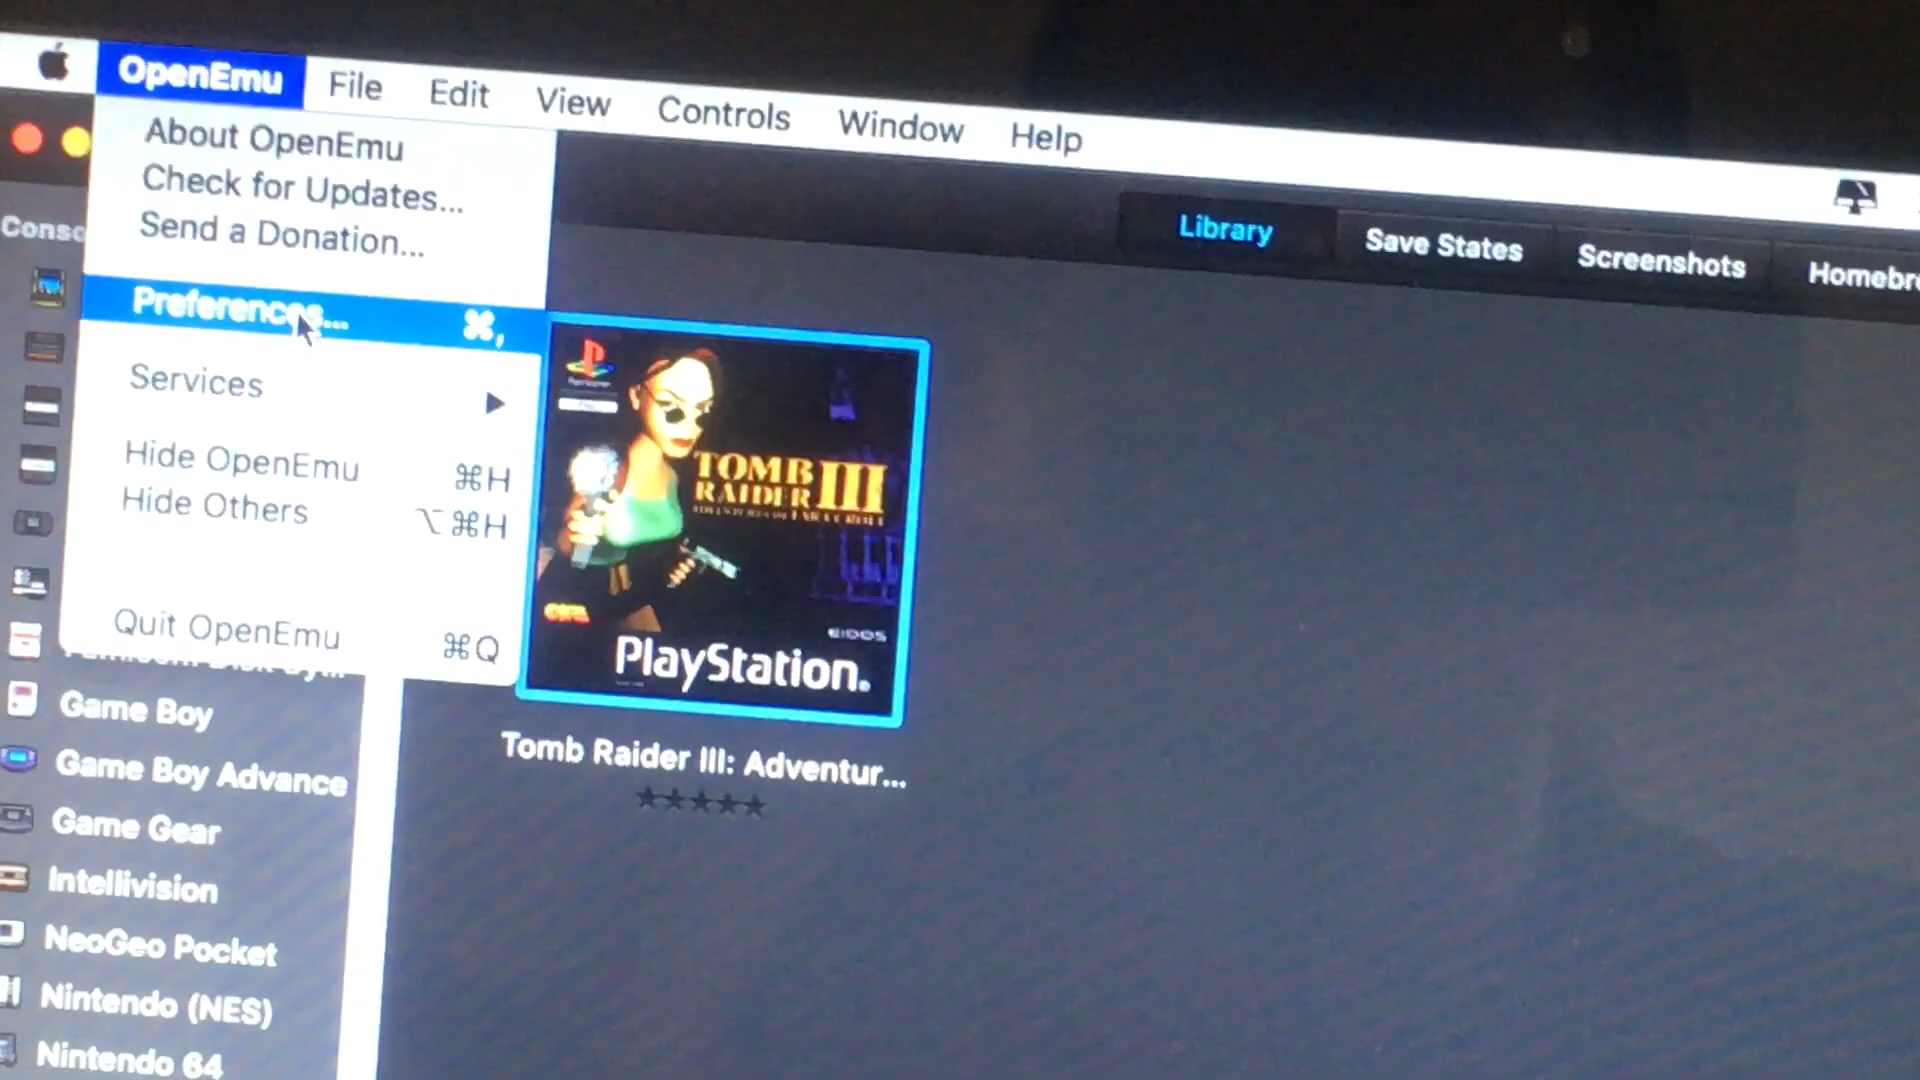 OpenEmu File Edit View Controls Window Help
About OpenEmu
Check for Updates...
Send a Donation...
Preferences... ⌘,
Services ▶
Hide OpenEmu ⌘H
Hide Others ⌥⌘H
Quit OpenEmu ⌘Q
Library Save States Screenshots Homebr
Conso
Game Boy
Game Boy Advance
Game Gear
Intellivision
NeoGeo Pocket
Nintendo (NES)
Nintendo 64
TOMB
RAIDER III
EIDOS
PlayStation.
Tomb Raider III: Adventur...
★★★★★